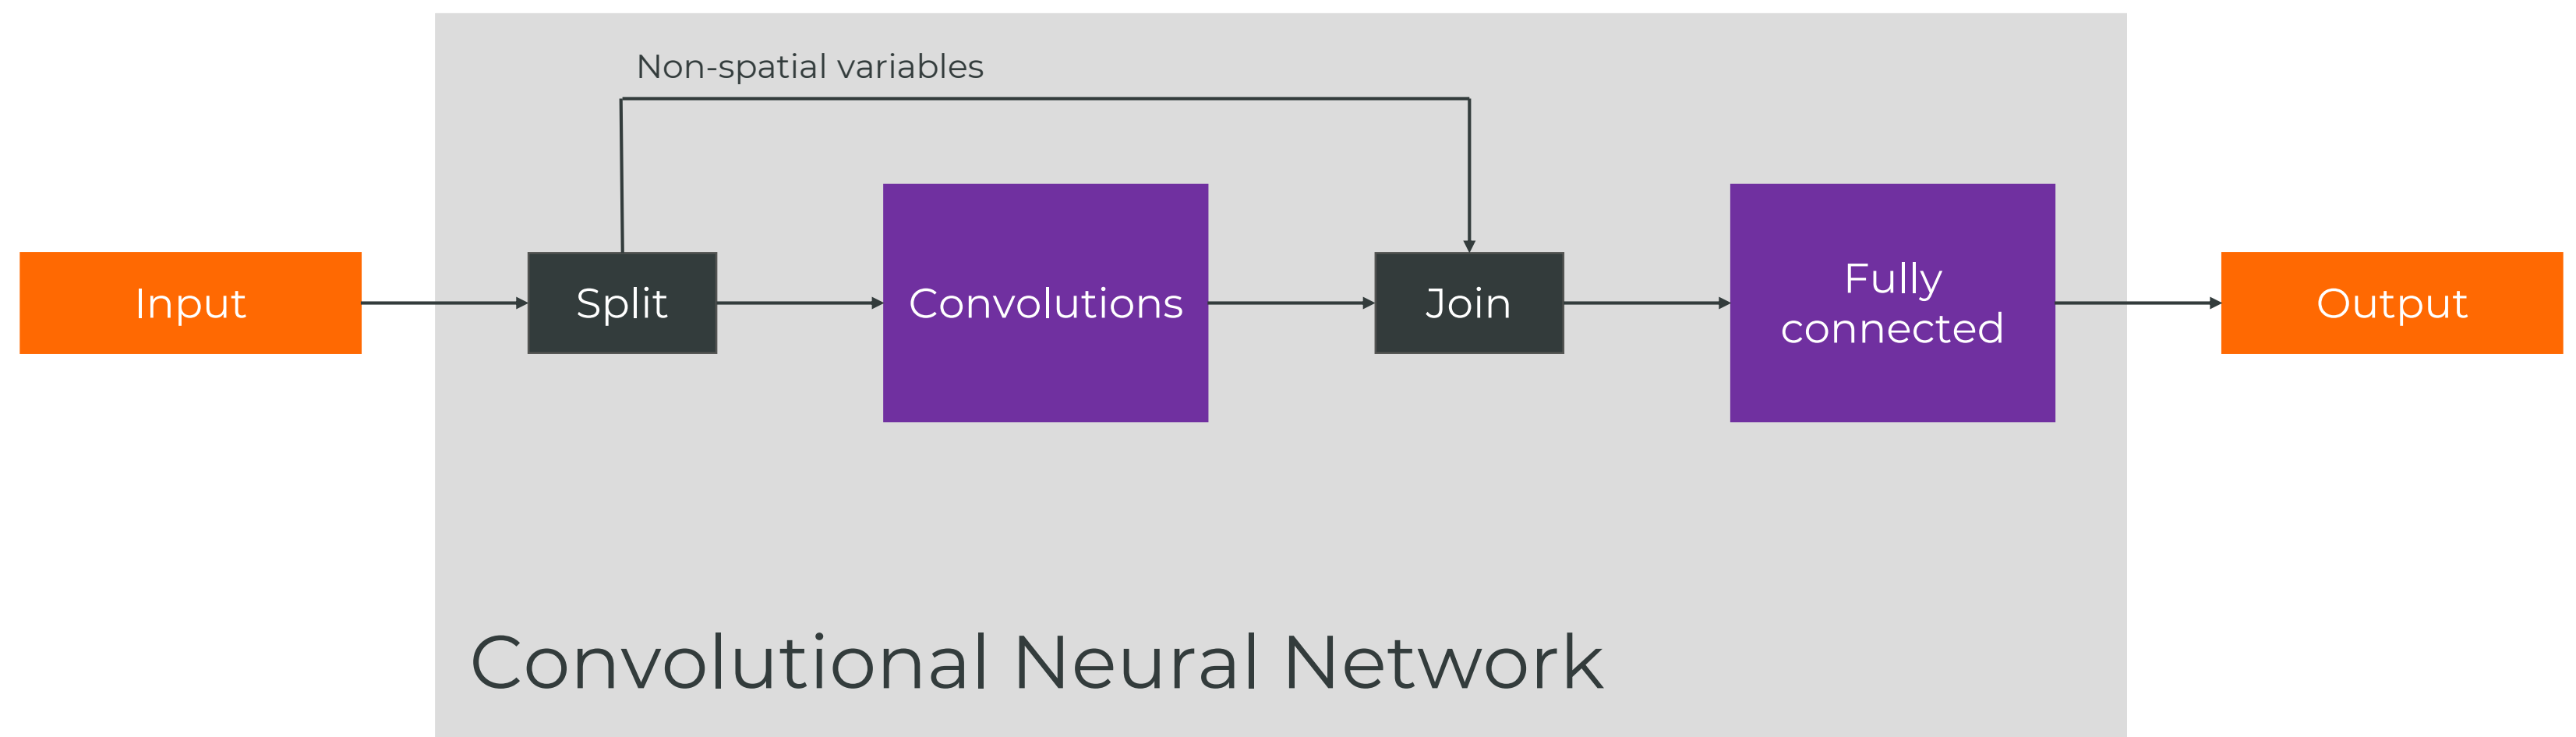 Non-spatial variables
Input
Split
Convolutions
Join
Fully
connected
Output
Convolutional Neural Network